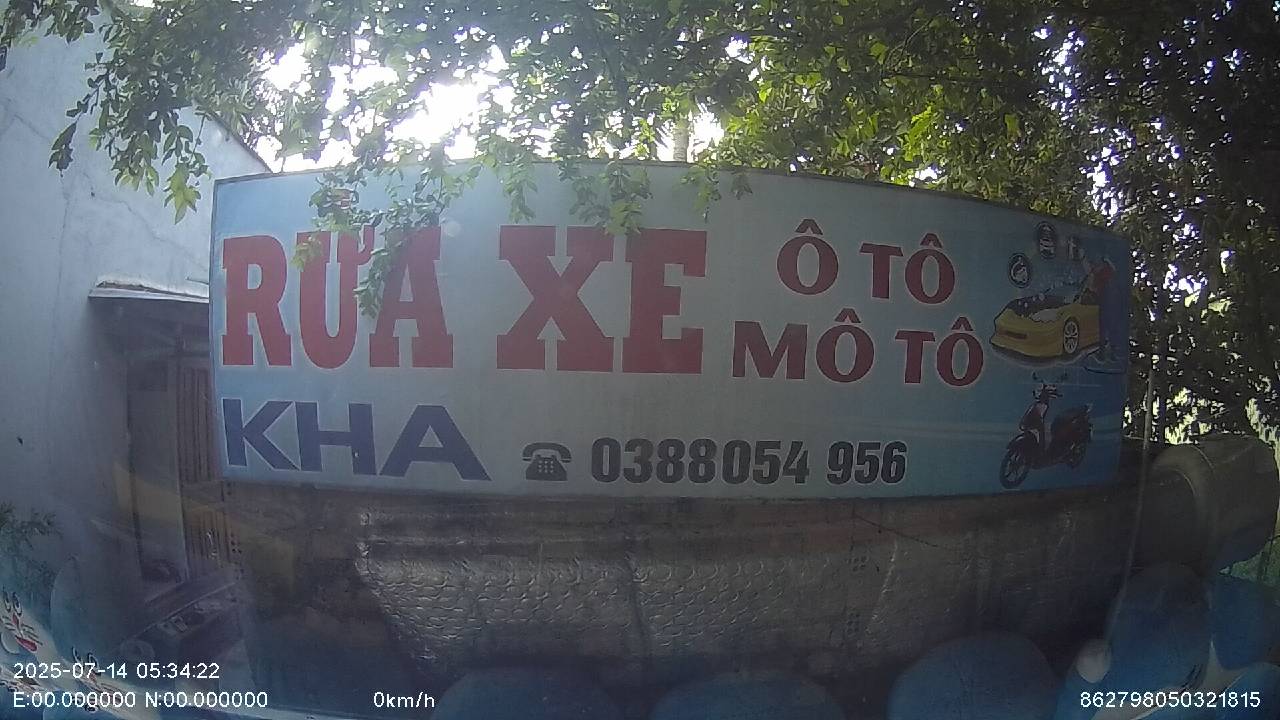 RỬA XE
Ô TÔ
MÔ TÔ
KHA
0388054 956
2025-07-14 05:34:22
E:00.000000 N:00.000000 0km/h 862798050321815